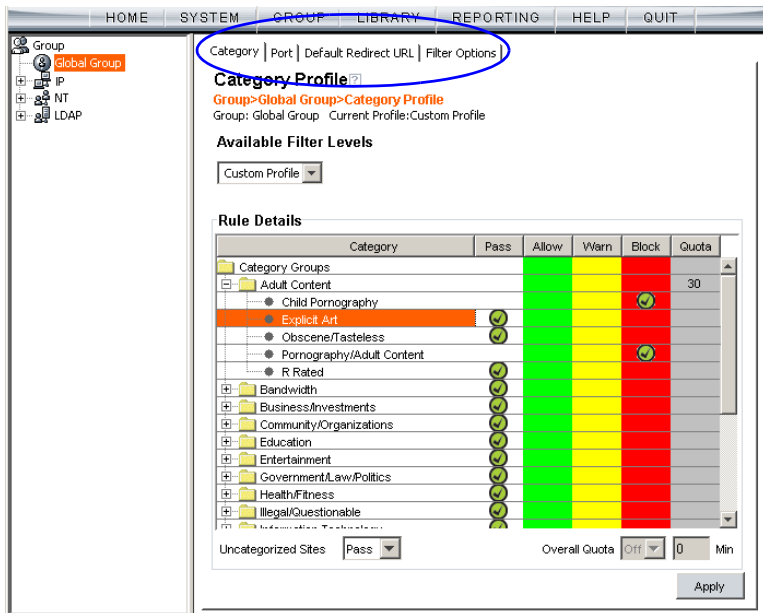 HOME SYSTEM GROUP LIBRARY REPORTING HELP QUIT
Group
Global Group
IP
NT
LDAP
Category | Port | Default Redirect URL | Filter Options |
Category Profile ?
Group>Global Group>Category Profile
Group: Global Group Current Profile:Custom Profile
Available Filter Levels
Custom Profile
Rule Details
Category Pass Allow Warn Block Quota
Category Groups
Adult Content 30
Child Pornography
Explicit Art
Obscene/Tasteless
Pornography/Adult Content
R Rated
Bandwidth
Business/Investments
Community/Organizations
Education
Entertainment
Government/Law/Politics
Health/Fitness
Illegal/Questionable
Information Technology
Uncategorized Sites Pass Overall Quota Off 0 Min
Apply